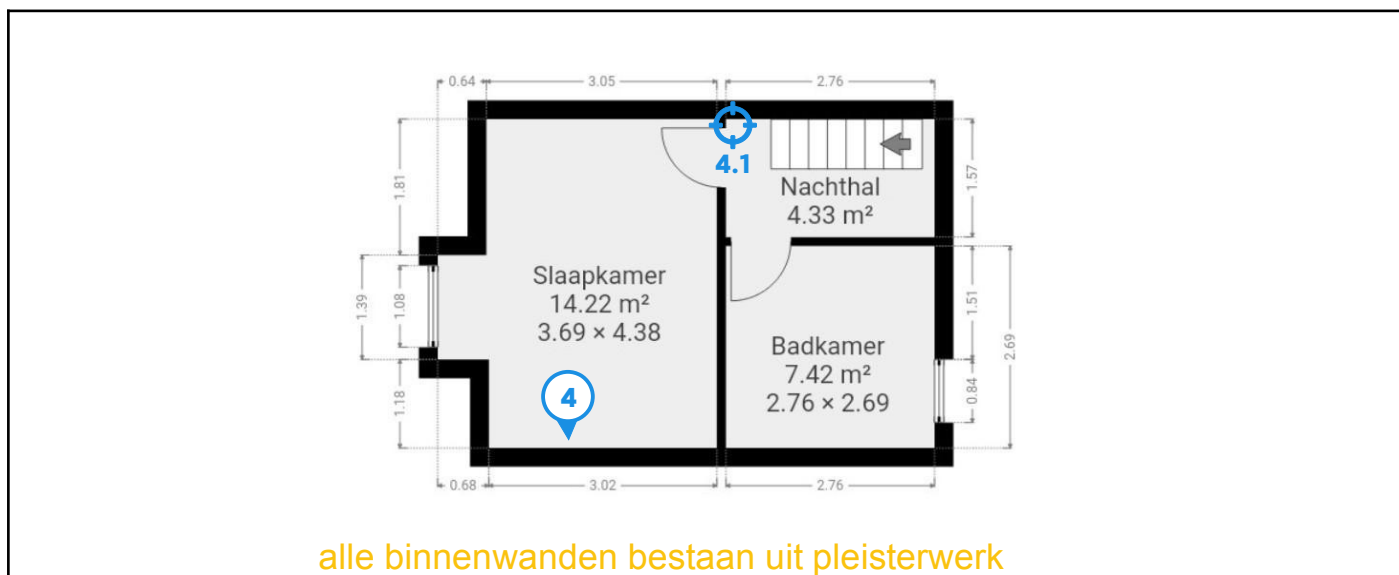 0.64 3.05 2.76
4.1
1.81
1.57
Nachthal
4.33 m²
Slaapkamer
14.22 m²
3.69 × 4.38
1.39
1.08
1.51
2.69
Badkamer
7.42 m²
2.76 × 2.69
4
1.18
0.84
0.68 3.02 2.76
alle binnenwanden bestaan uit pleisterwerk